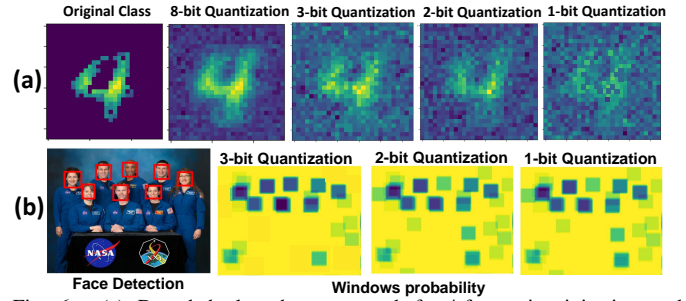 Original Class 8-bit Quantization 3-bit Quantization 2-bit Quantization 1-bit Quantization
(a)
3-bit Quantization 2-bit Quantization 1-bit Quantization
(b)
NASA
Face Detection Windows probability